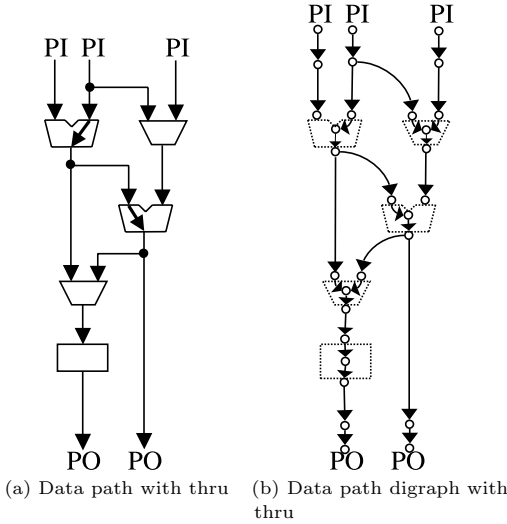 PI PI PI
PI PI PI
PO PO
PO PO
(a) Data path with thru
(b) Data path digraph with
thru